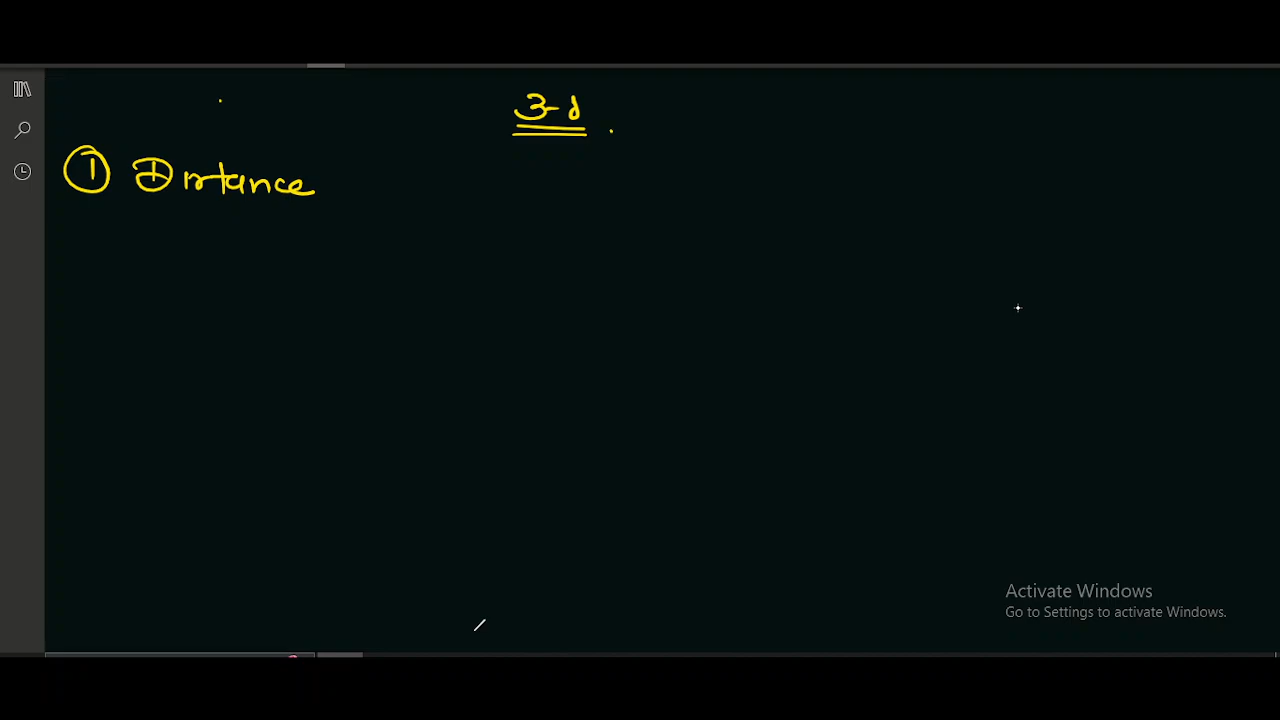 3-d
① Distance
Activate Windows
Go to Settings to activate Windows.